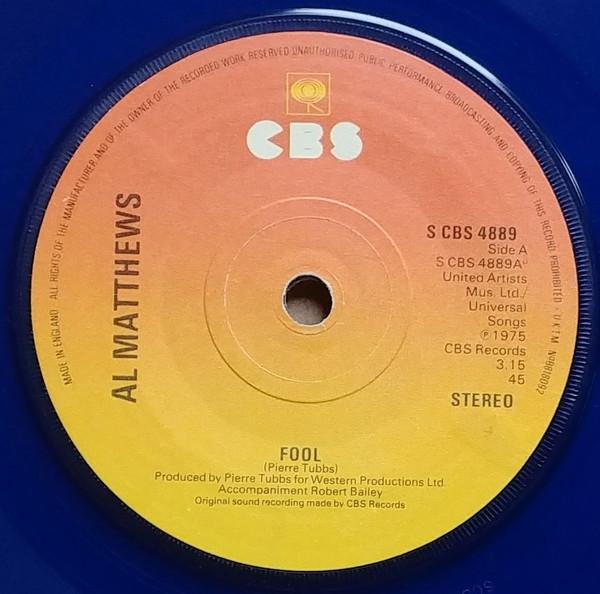 MADE IN ENGLAND ALL RIGHTS OF THE MANUFACTURER AND OF THE OWNER OF THE RECORDED WORK RESERVED UNAUTHORISED PUBLIC PERFORMANCE BROADCASTING AND COPYING OF THIS RECORD PROHIBITED
CBS
AL MATTHEWS
S CBS 4889
Side A
S CBS 4889A
United Artists
Mus. Ltd./
Universal
Songs
℗ 1975
CBS Records
3.15
45
STEREO
FOOL
(Pierre Tubbs)
Produced by Pierre Tubbs for Western Productions Ltd.
Accompaniment Robert Bailey
Original sound recording made by CBS Records